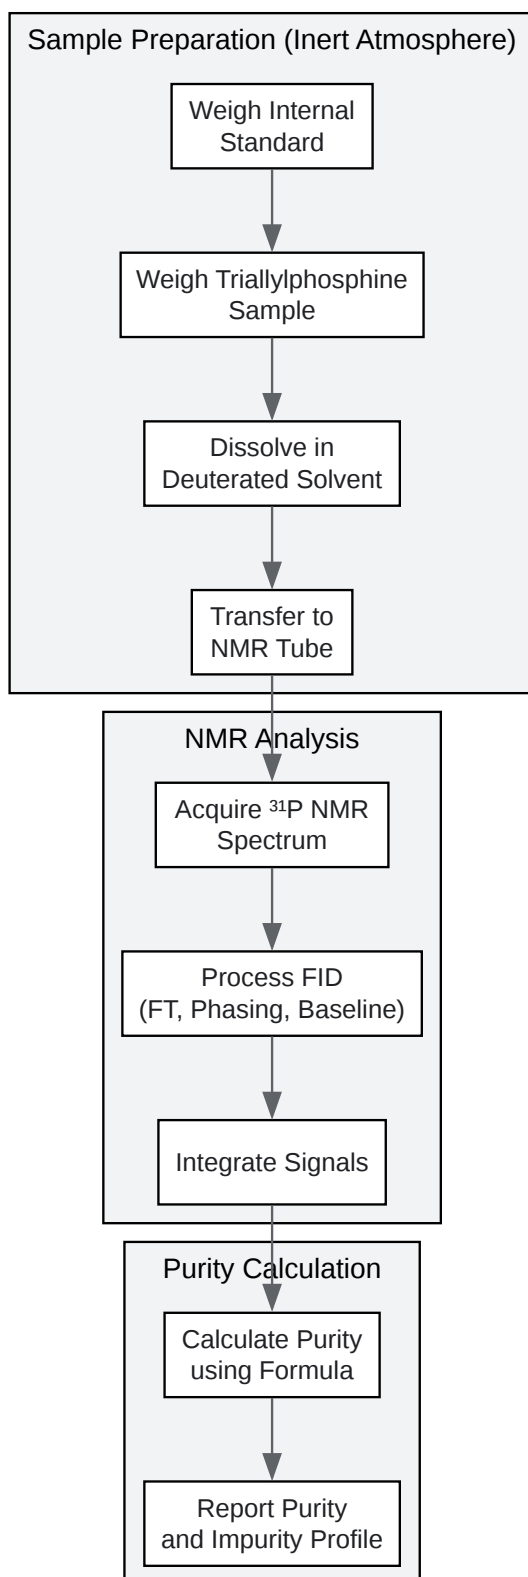 Sample Preparation (Inert Atmosphere)
Weigh Internal
Standard
Weigh Triallylphosphine
Sample
Dissolve in
Deuterated Solvent
Transfer to
NMR Tube
NMR Analysis
Acquire ³¹P NMR
Spectrum
Process FID
(FT, Phasing, Baseline)
Integrate Signals
Purity Calculation
Calculate Purity
using Formula
Report Purity
and Impurity Profile